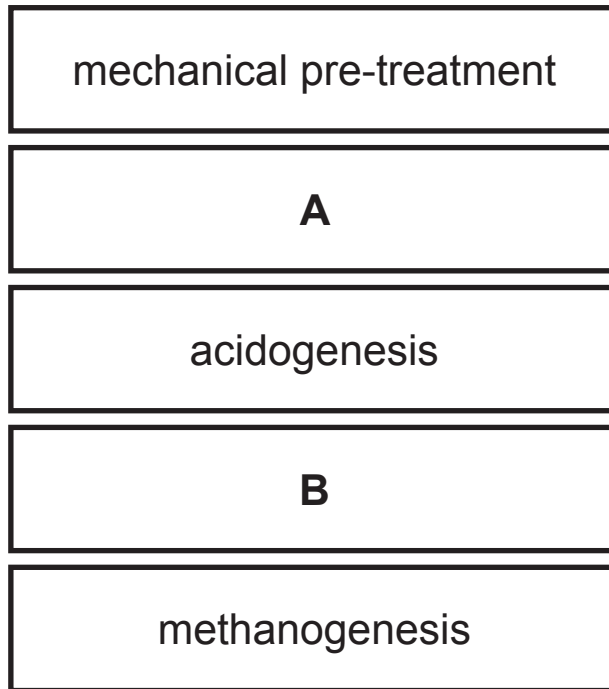 mechanical pre-treatment
A
acidogenesis
B
methanogenesis